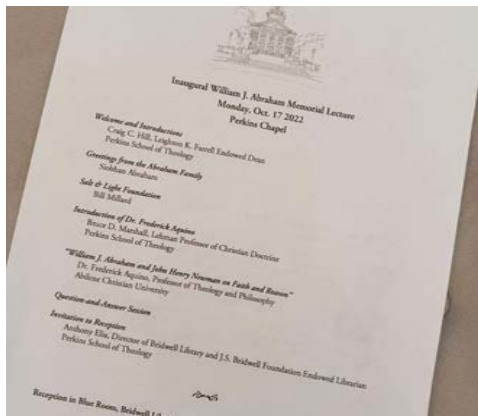 Inaugural William J. Abraham Memorial Lecture
Monday, Oct. 17 2022
Perkins Chapel
Welcome and Introductions
Craig C. Hill, Leighton K. Farrell Endowed Dean
Perkins School of Theology
Greetings from the Abraham Family
Siobhan Abraham
Salt & Light Foundation
Bill Millard
Introduction of Dr. Frederick Aquino
Bruce D. Marshall, Lehman Professor of Christian Doctrine
Perkins School of Theology
"William J. Abraham and John Henry Newman on Faith and Reason"
Dr. Frederick Aquino, Professor of Theology and Philosophy
Abilene Christian University
Question and Answer Session
Invitation to Reception
Anthony Elia, Director of Bridwell Library and J.S. Bridwell Foundation Endowed Librarian
Perkins School of Theology
Reception in Blue Room, Bridwell